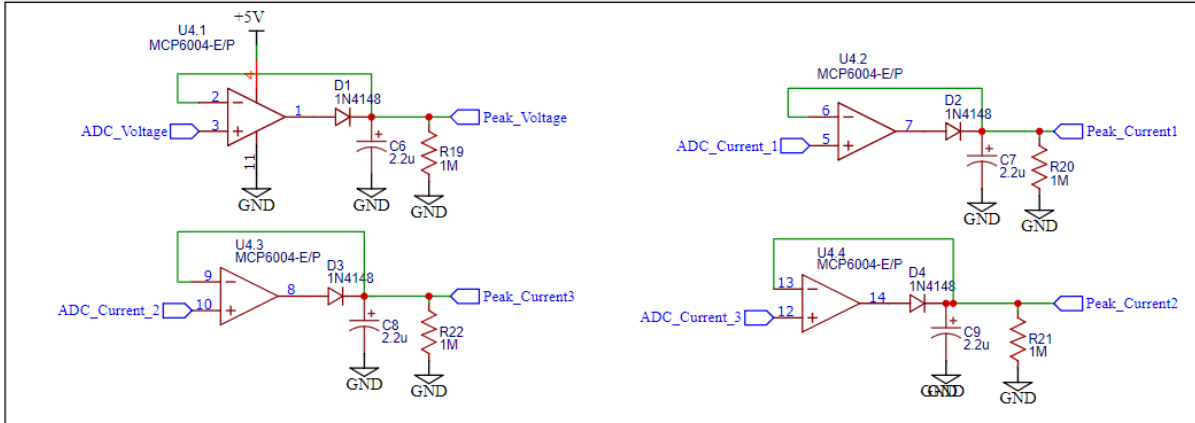 +5V
U4.1
MCP6004-E/P
4
2
3
1
11
ADC_Voltage
D1
1N4148
Peak_Voltage
C6
2.2u
+
R19
1M
GND
GND
GND
U4.2
MCP6004-E/P
6
5
7
ADC_Current_1
D2
1N4148
Peak_Current1
C7
2.2u
+
R20
1M
GND
GND
U4.3
MCP6004-E/P
9
10
8
ADC_Current_2
D3
1N4148
Peak_Current3
C8
2.2u
+
R22
1M
GND
GND
U4.4
MCP6004-E/P
13
12
14
ADC_Current_3
D4
1N4148
Peak_Current2
C9
2.2u
+
R21
1M
GND
GND
GND